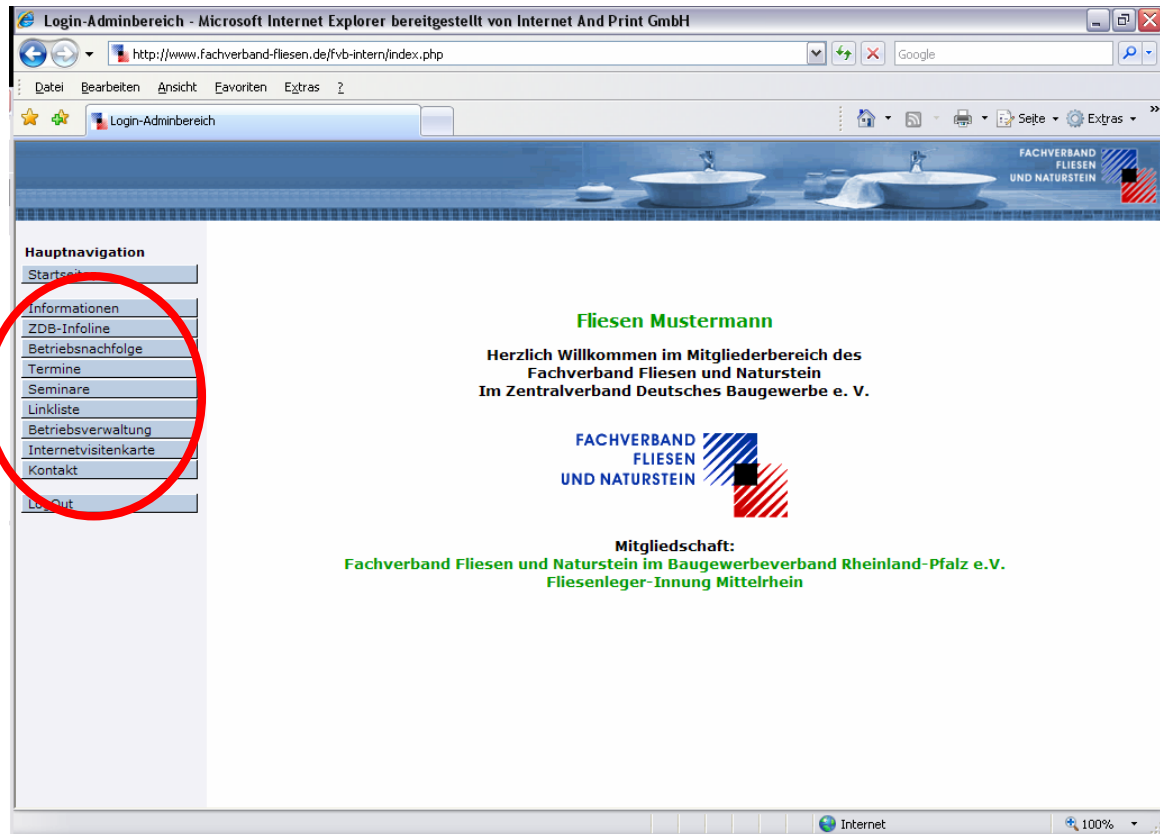 Login-Adminbereich - Microsoft Internet Explorer bereitgestellt von Internet And Print GmbH
http://www.fachverband-fliesen.de/fvb-intern/index.php
Google
Datei Bearbeiten Ansicht Favoriten Extras ?
Login-Adminbereich
Seite Extras »
FACHVERBAND
FLIESEN
UND NATURSTEIN
Hauptnavigation
Startseite
Informationen
ZDB-Infoline
Betriebsnachfolge
Termine
Seminare
Linkliste
Betriebsverwaltung
Internetvisitenkarte
Kontakt
LogOut
Fliesen Mustermann
Herzlich Willkommen im Mitgliederbereich des
Fachverband Fliesen und Naturstein
Im Zentralverband Deutsches Baugewerbe e. V.
FACHVERBAND
FLIESEN
UND NATURSTEIN
Mitgliedschaft:
Fachverband Fliesen und Naturstein im Baugewerbeverband Rheinland-Pfalz e.V.
Fliesenleger-Innung Mittelrhein
Internet
100%